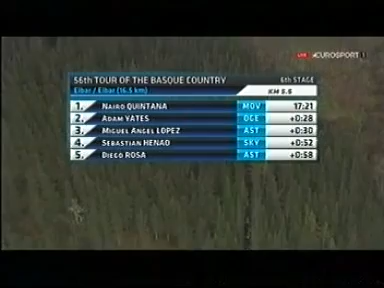 LIVE EUROSPORT 1
56th TOUR OF THE BASQUE COUNTRY 6th STAGE
Eibar / Eibar (16.5 km) KM 5.5
1. NAIRO QUINTANA MOV 17:21
2. ADAM YATES OGE +0:28
3. MIGUEL ANGEL LOPEZ AST +0:30
4. SEBASTIAN HENAO SKY +0:52
5. DIEGO ROSA AST +0:58